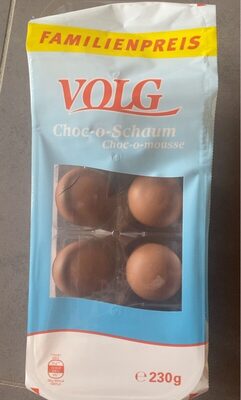 FAMILIENPREIS
VOLG
Choc-o-Schaum
Choc-o-mousse
℮230g